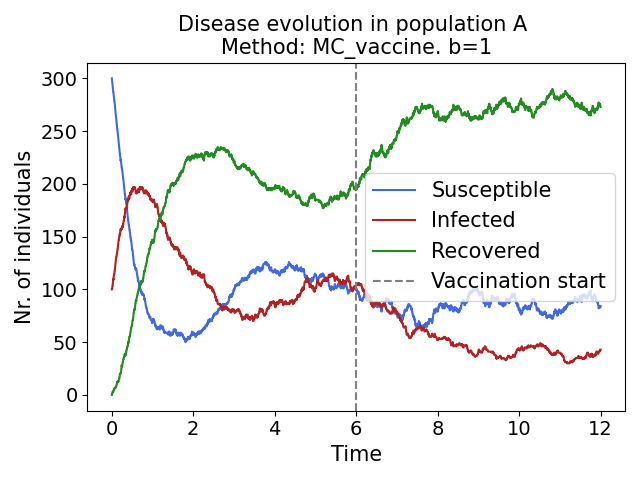 Disease evolution in population A
Method: MC_vaccine. b=1
Nr. of individuals
300
250
200
150
100
50
0
Susceptible
Infected
Recovered
Vaccination start
0 2 4 6 8 10 12
Time